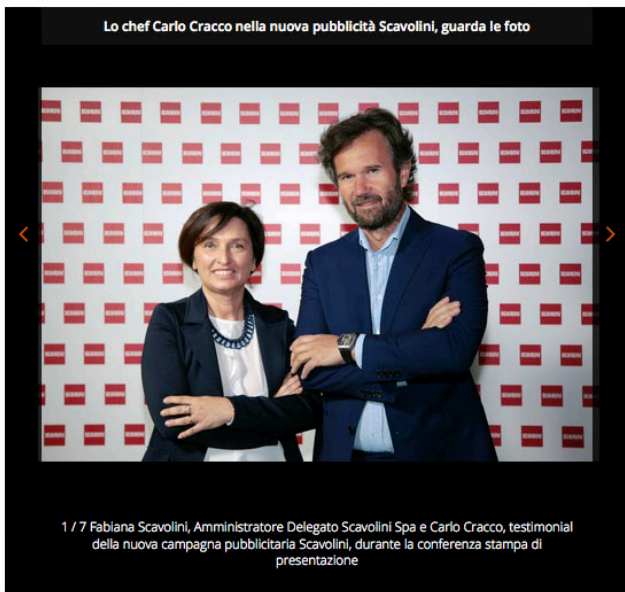 Lo chef Carlo Cracco nella nuova pubblicità Scavolini, guarda le foto
1 / 7 Fabiana Scavolini, Amministratore Delegato Scavolini Spa e Carlo Cracco, testimonial
della nuova campagna pubblicitaria Scavolini, durante la conferenza stampa di
presentazione